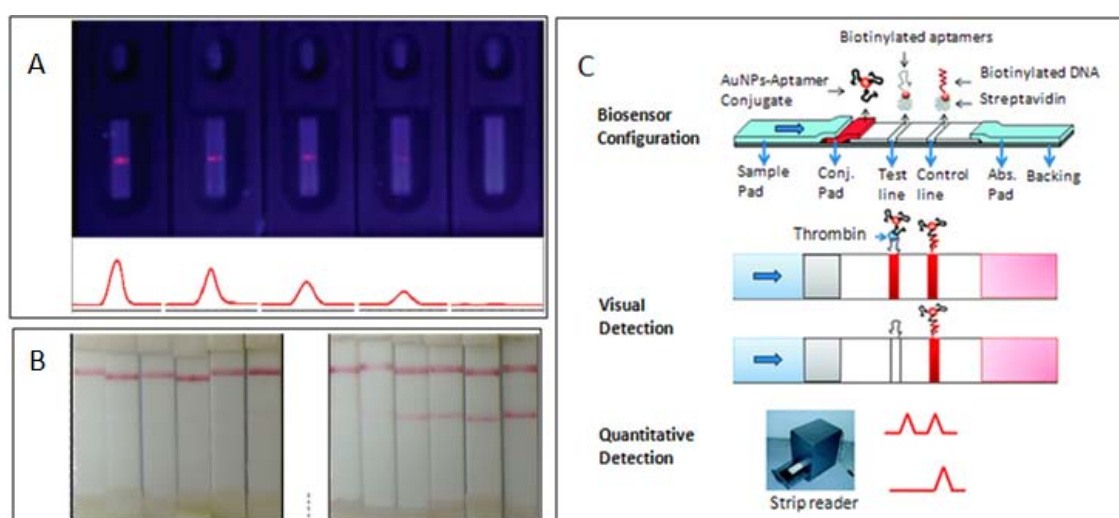 A
B
C
Biotinylated aptamers
AuNPs-Aptamer
Conjugate
Biotinylated DNA
Streptavidin
Biosensor
Configuration
Sample
Pad
Conj.
Pad
Test
line
Control
line
Abs.
Pad
Backing
Thrombin
Visual
Detection
Quantitative
Detection
Strip reader